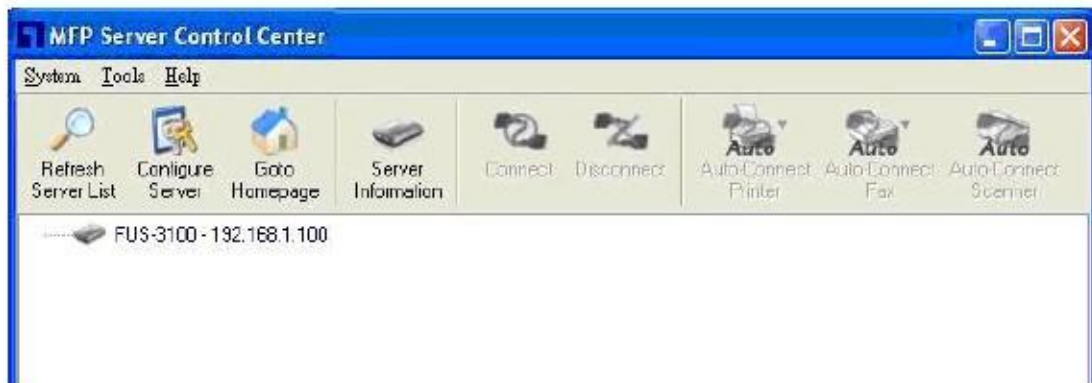 MFP Server Control Center
System Tools Help
Refresh Server List
Configure Server
Goto Homepage
Server Information
Connect
Disconnect
Auto
Auto-Connect Printer
Auto
Auto-Connect Fax
Auto
Auto-Connect Scanner
FUS-3100 - 192.168.1.100